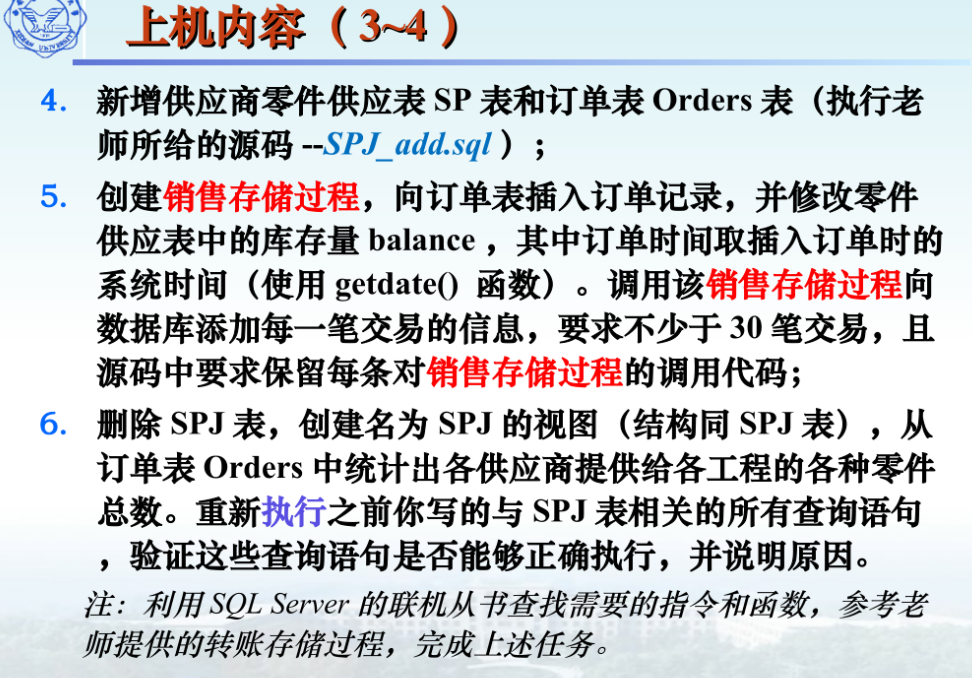 上机内容（3~4）
4. 新增供应商零件供应表 SP 表和订单表 Orders 表（执行老
师所给的源码 --SPJ_add.sql ）；
5. 创建销售存储过程，向订单表插入订单记录，并修改零件
供应表中的库存量 balance ，其中订单时间取插入订单时的
系统时间（使用 getdate() 函数）。调用该销售存储过程向
数据库添加每一笔交易的信息，要求不少于 30 笔交易，且
源码中要求保留每条对销售存储过程的调用代码；
6. 删除 SPJ 表，创建名为 SPJ 的视图（结构同 SPJ 表），从
订单表 Orders 中统计出各供应商提供给各工程的各种零件
总数。重新执行之前你写的与 SPJ 表相关的所有查询语句
，验证这些查询语句是否能够正确执行，并说明原因。
注：利用 SQL Server 的联机从书查找需要的指令和函数，参考老
师提供的转账存储过程，完成上述任务。